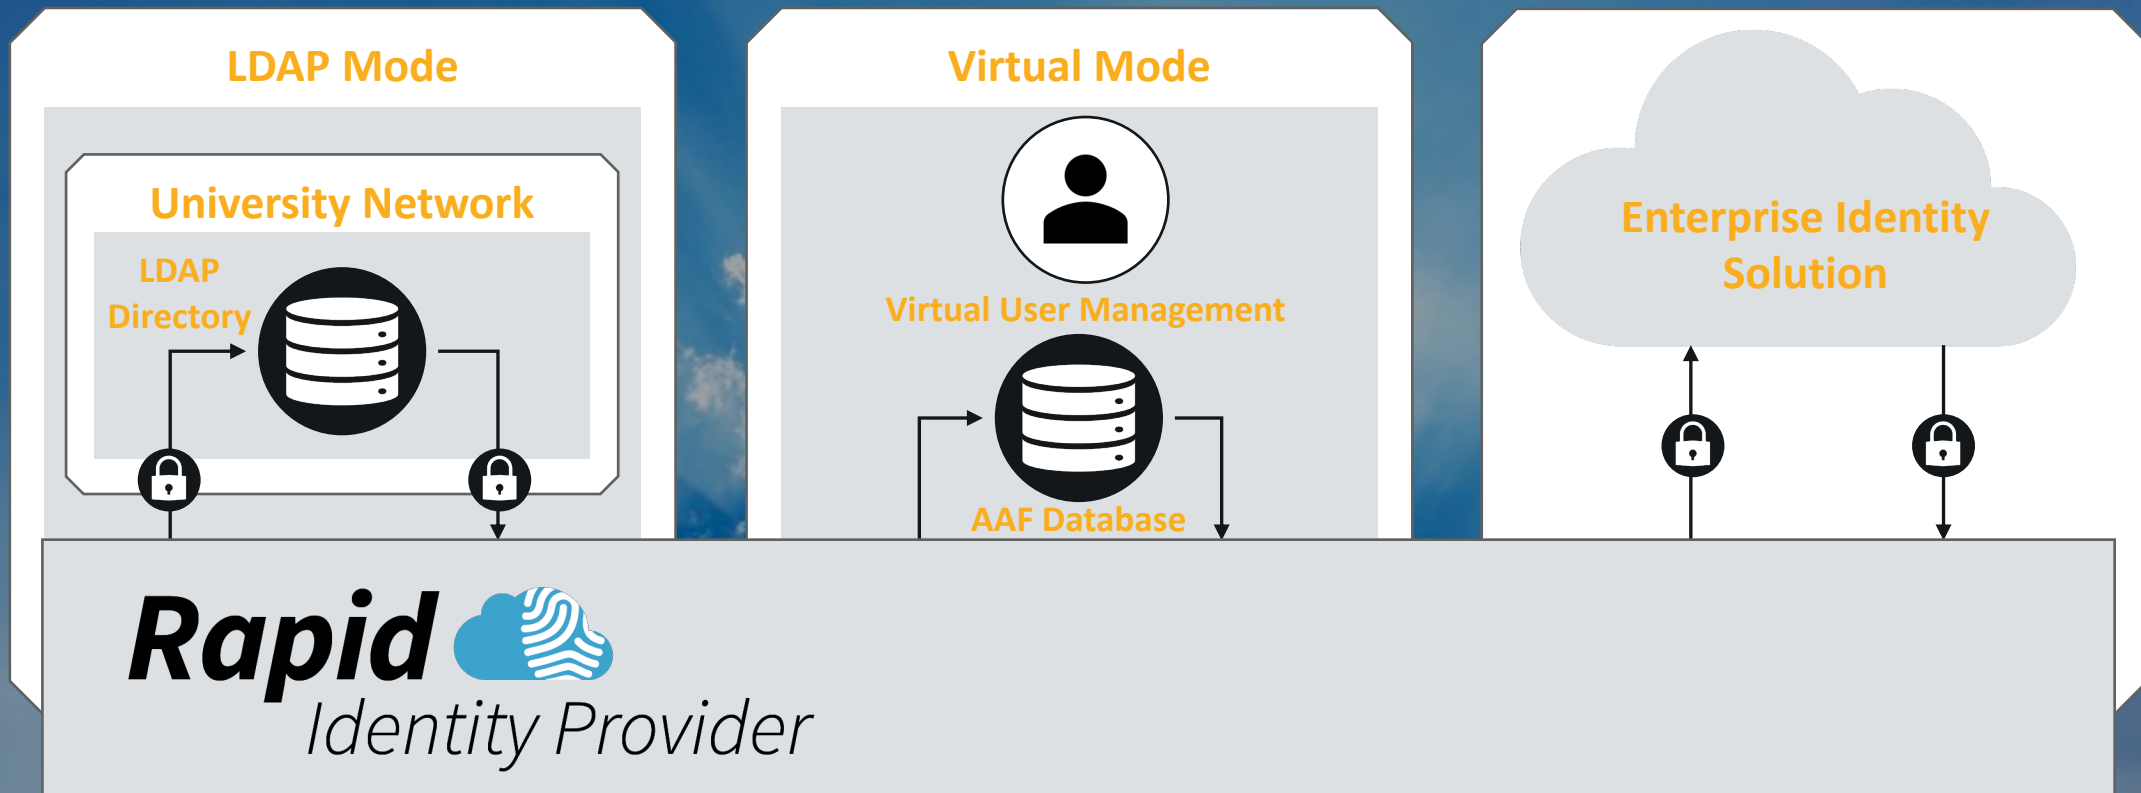 LDAP Mode
University Network
LDAP
Directory
Virtual Mode
Virtual User Management
AAF Database
Enterprise Identity
Solution
Rapid
Identity Provider